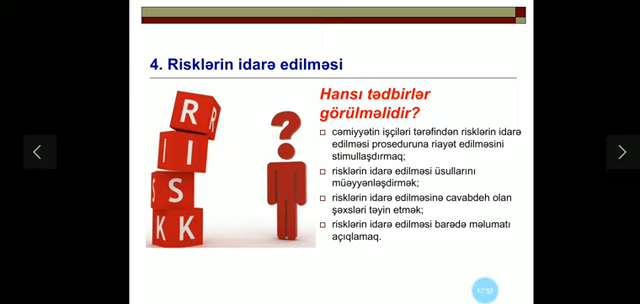 4. Risklərin idarə edilməsi
Hansı tədbirlər
görülməlidir?
cəmiyyətin işçiləri tərəfindən risklərin idarə
edilməsi proseduruna riayət edilməsini
stimullaşdırmaq;
risklərin idarə edilməsi üsullarını
müəyyənləşdirmək;
risklərin idarə edilməsinə cavabdeh olan
şəxsləri təyin etmək;
risklərin idarə edilməsi barədə məlumatı
açıqlamaq.
R R
I I
S S
K K
17:53